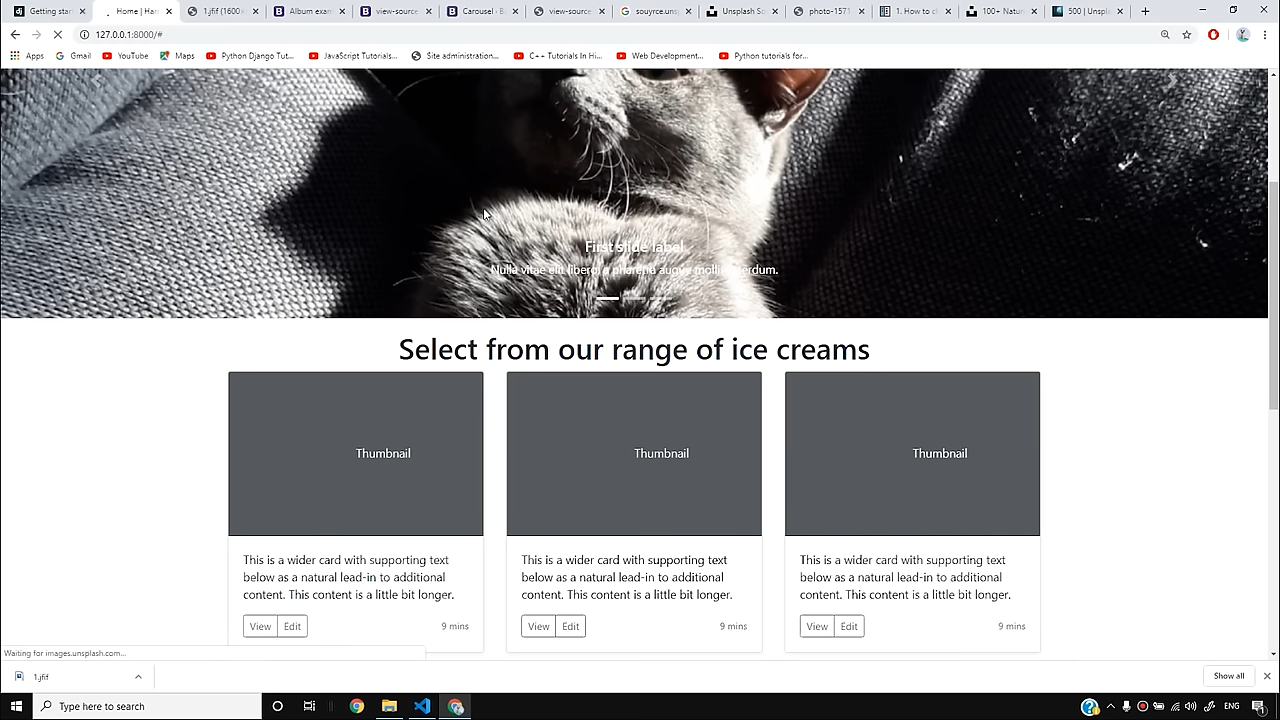 Getting star
Home | Har
1.jfif (1600×
Album exam
view-source
Carousel - B
view-source
souyrce.uns
Unsplash So
photo-1571
1. How to c
100+ Natur
500 | Unspl
127.0.0.1:8000/#
Apps
Gmail
YouTube
Maps
Python Django Tut...
JavaScript Tutorials...
Site administration...
C++ Tutorials In Hi...
Web Development...
Python tutorials for...
First slide label
Nulla vitae elit libero, a pharetra augue mollis interdum.
Select from our range of ice creams
Thumbnail
Thumbnail
Thumbnail
This is a wider card with supporting text
below as a natural lead-in to additional
content. This content is a little bit longer.
View Edit 9 mins
This is a wider card with supporting text
below as a natural lead-in to additional
content. This content is a little bit longer.
View Edit 9 mins
This is a wider card with supporting text
below as a natural lead-in to additional
content. This content is a little bit longer.
View Edit 9 mins
Waiting for images.unsplash.com...
1.jfif
Show all
Type here to search
ENG